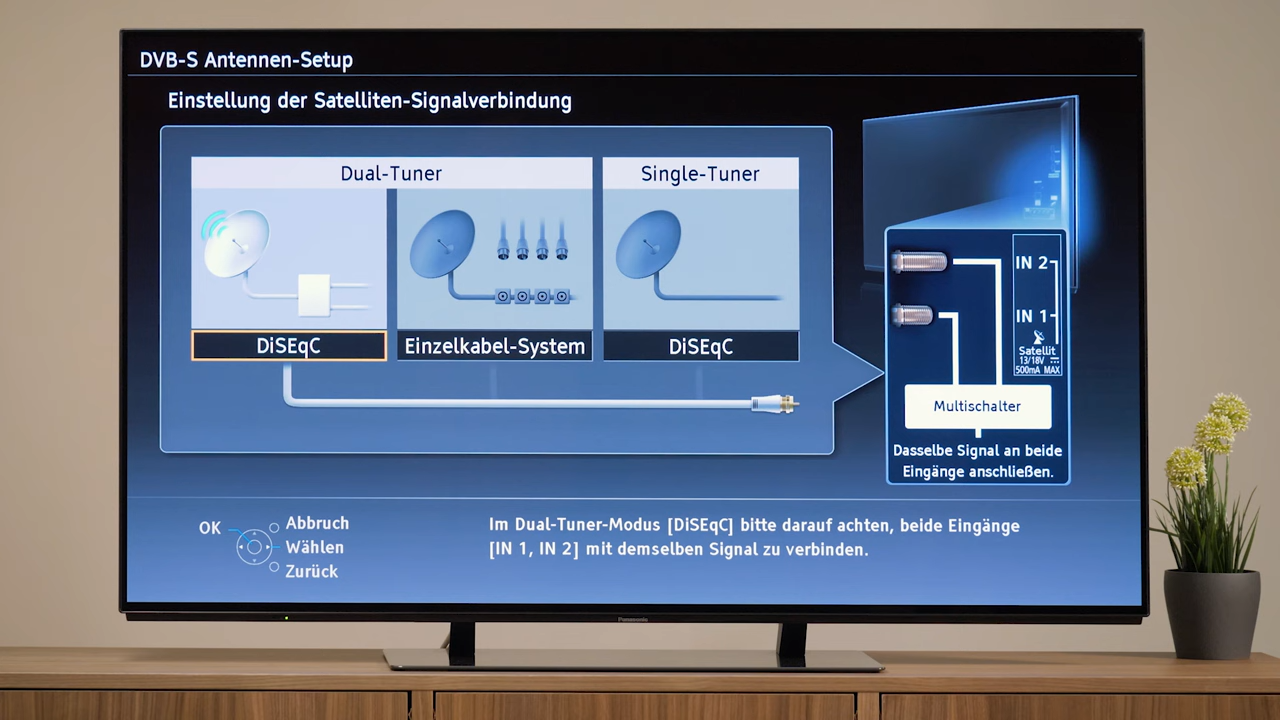 DVB-S Antennen-Setup
Einstellung der Satelliten-Signalverbindung
Dual-Tuner
Single-Tuner
DiSEqC
Einzelkabel-System
DiSEqC
IN 2
IN 1
Satellit
13/18V
500mA MAX
Multischalter
Dasselbe Signal an beide
Eingänge anschließen.
OK
Abbruch
Wählen
Zurück
Im Dual-Tuner-Modus [DiSEqC] bitte darauf achten, beide Eingänge
[IN 1, IN 2] mit demselben Signal zu verbinden.
Panasonic